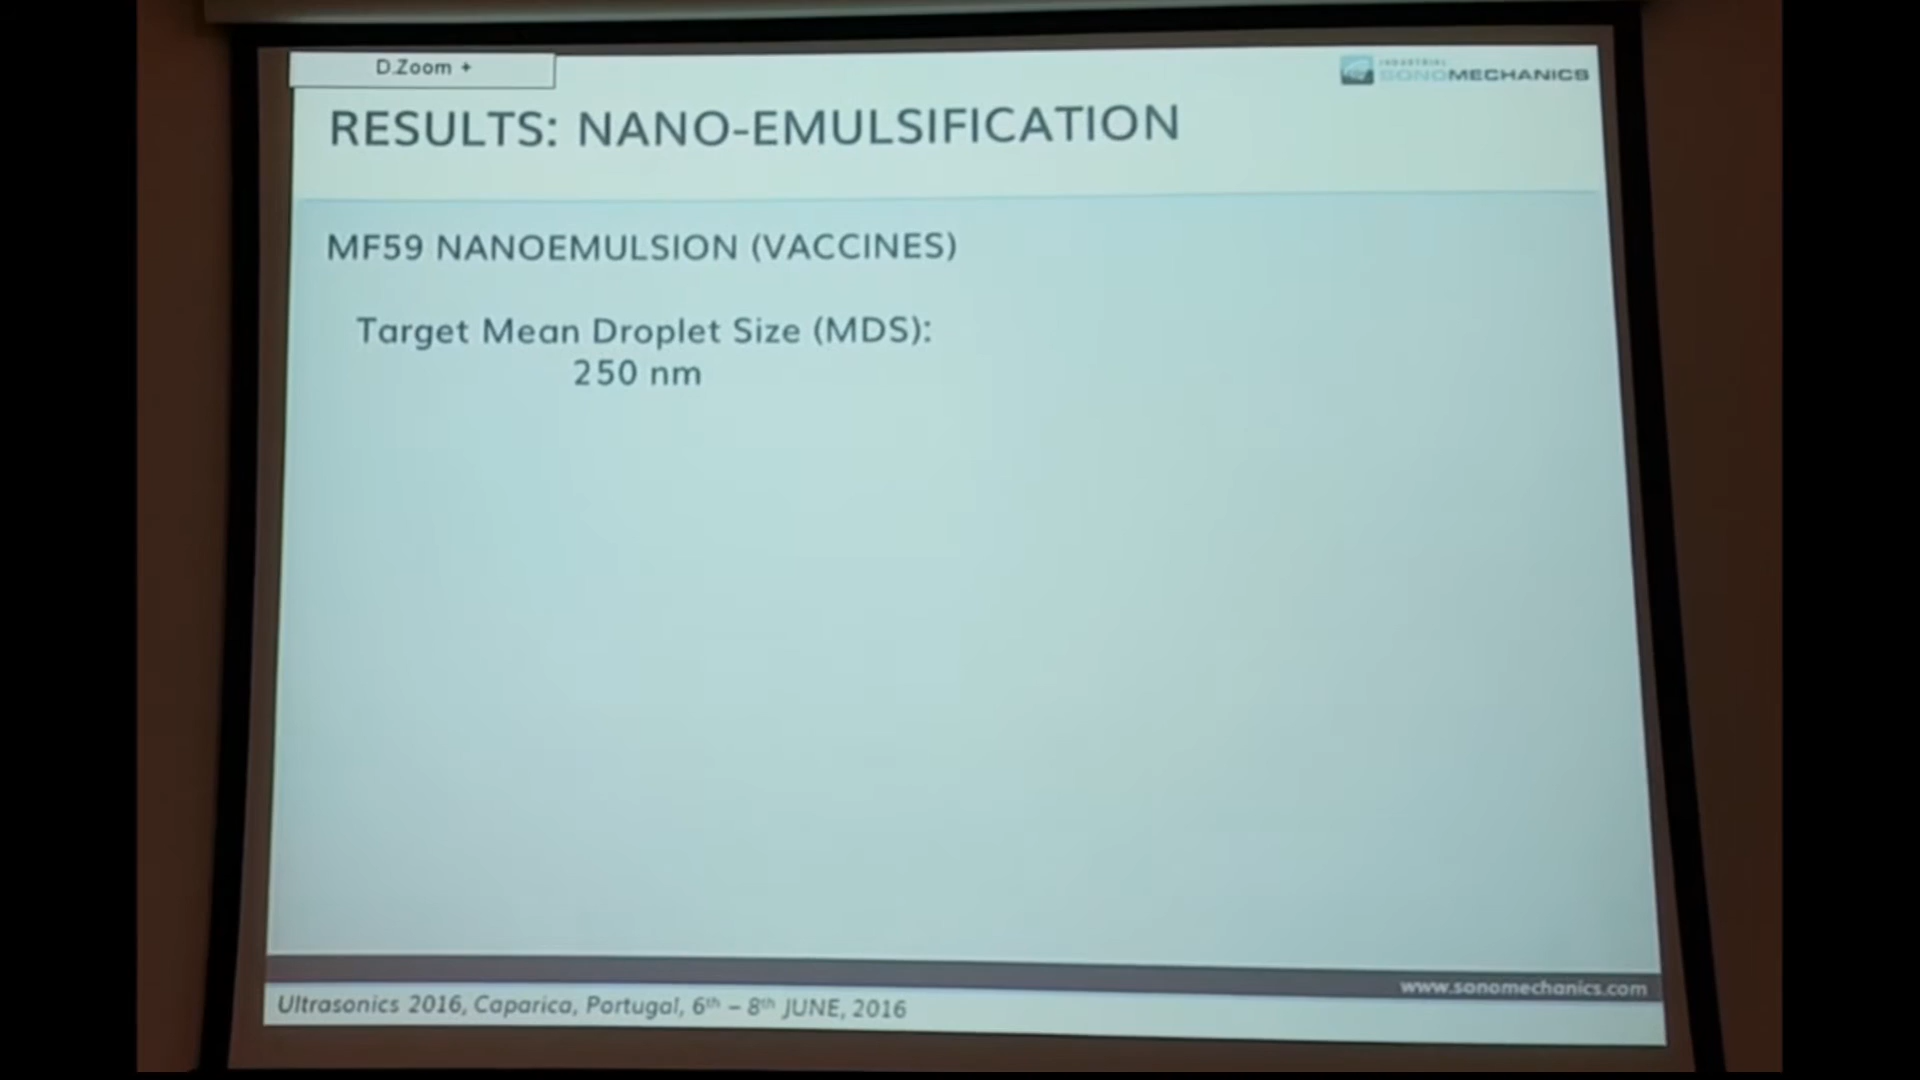 D.Zoom +
INDUSTRIAL
SONOMECHANICS
RESULTS: NANO-EMULSIFICATION
MF59 NANOEMULSION (VACCINES)
Target Mean Droplet Size (MDS):
250 nm
www.sonomechanics.com
Ultrasonics 2016, Caparica, Portugal, 6th – 8th JUNE, 2016